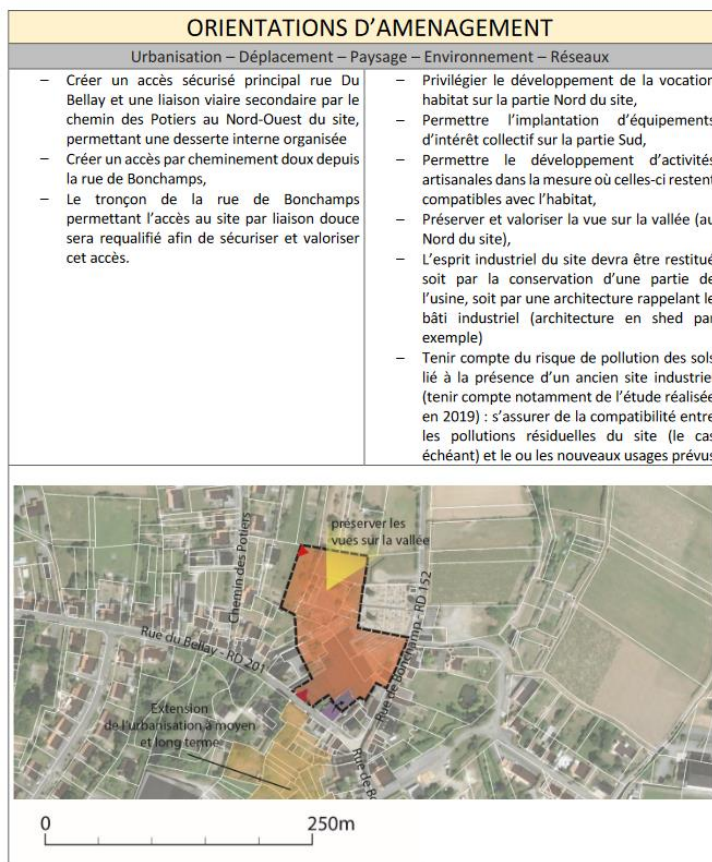 ORIENTATIONS D’AMENAGEMENT
Urbanisation – Déplacement – Paysage – Environnement – Réseaux
– Créer un accès sécurisé principal rue Du
Bellay et une liaison viaire secondaire par le
chemin des Potiers au Nord-Ouest du site,
permettant une desserte interne organisée
– Créer un accès par cheminement doux depuis
la rue de Bonchamps,
– Le tronçon de la rue de Bonchamps
permettant l’accès au site par liaison douce
sera requalifié afin de sécuriser et valoriser
cet accès.
– Privilégier le développement de la vocation
habitat sur la partie Nord du site,
– Permettre l’implantation d’équipements
d’intérêt collectif sur la partie Sud,
– Permettre le développement d’activités
artisanales dans la mesure où celles-ci restent
compatibles avec l’habitat,
– Préserver et valoriser la vue sur la vallée (au
Nord du site),
– L’esprit industriel du site devra être restitué
soit par la conservation d’une partie de
l’usine, soit par une architecture rappelant le
bâti industriel (architecture en shed par
exemple)
– Tenir compte du risque de pollution des sols
lié à la présence d’un ancien site industrie
(tenir compte notamment de l’étude réalisée
en 2019) : s’assurer de la compatibilité entre
les pollutions résiduelles du site (le cas
échéant) et le ou les nouveaux usages prévus
préserver les
vues sur la vallée
Chemin des Potiers
Rue du Bellay - RD 201
Rue de Bonchamp - RD 152
Extension
de l'urbanisation à moyen
et long terme
Rue de Bo
0 250m